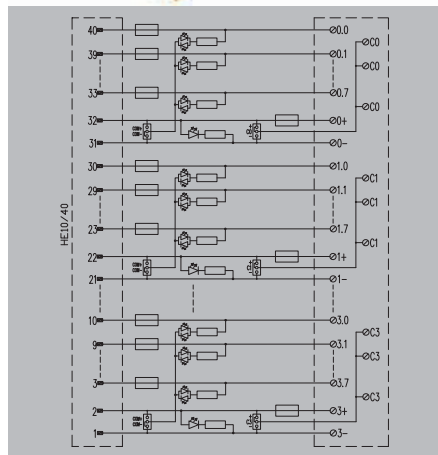 40 0.0
C0
39 0.1
C0
33 0.7
C0
32 0+
31 0-
30 1.0
C1
29 1.1
C1
23 1.7
C1
22 1+
21 1-
HE10/40
10 3.0
C3
9 3.1
C3
3 3.7
C3
2 3+
1 3-